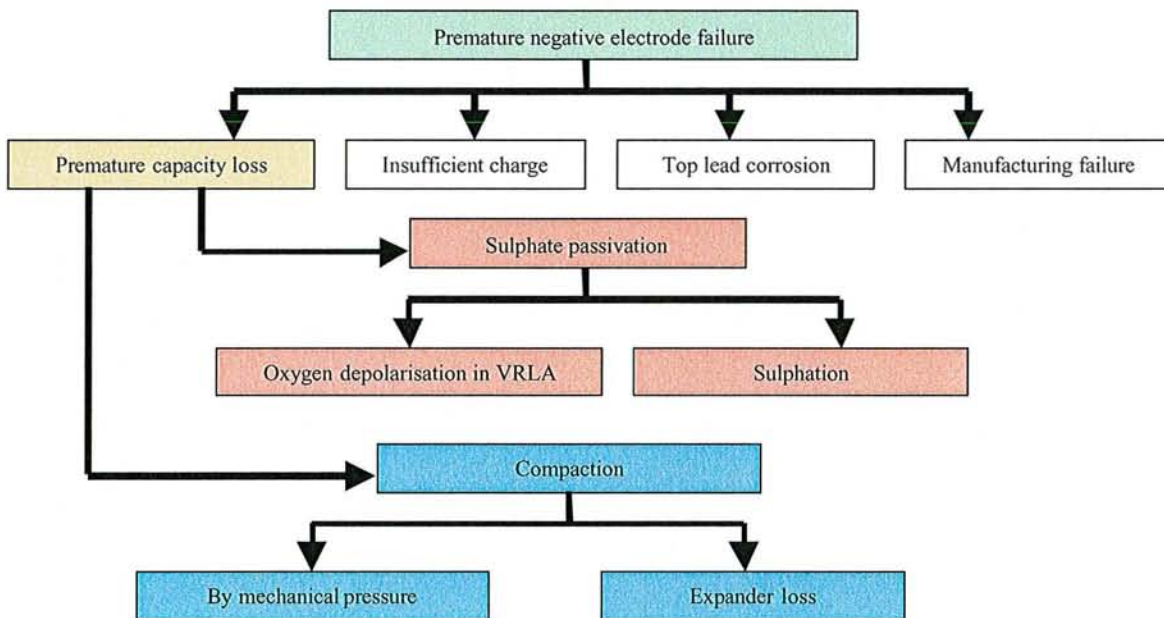 Premature negative electrode failure
Premature capacity loss
Insufficient charge
Top lead corrosion
Manufacturing failure
Sulphate passivation
Oxygen depolarisation in VRLA
Sulphation
Compaction
By mechanical pressure
Expander loss